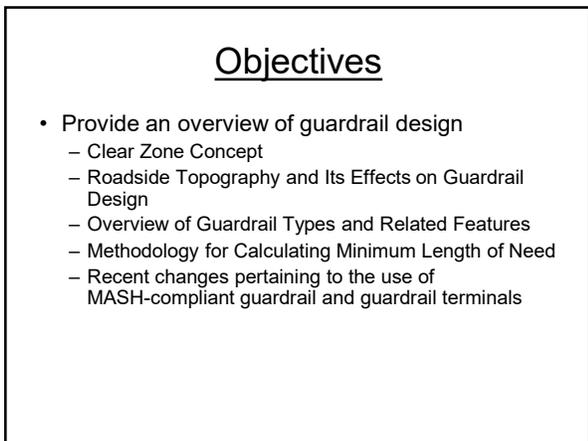 Objectives
• Provide an overview of guardrail design
– Clear Zone Concept
– Roadside Topography and Its Effects on Guardrail
Design
– Overview of Guardrail Types and Related Features
– Methodology for Calculating Minimum Length of Need
– Recent changes pertaining to the use of
MASH-compliant guardrail and guardrail terminals